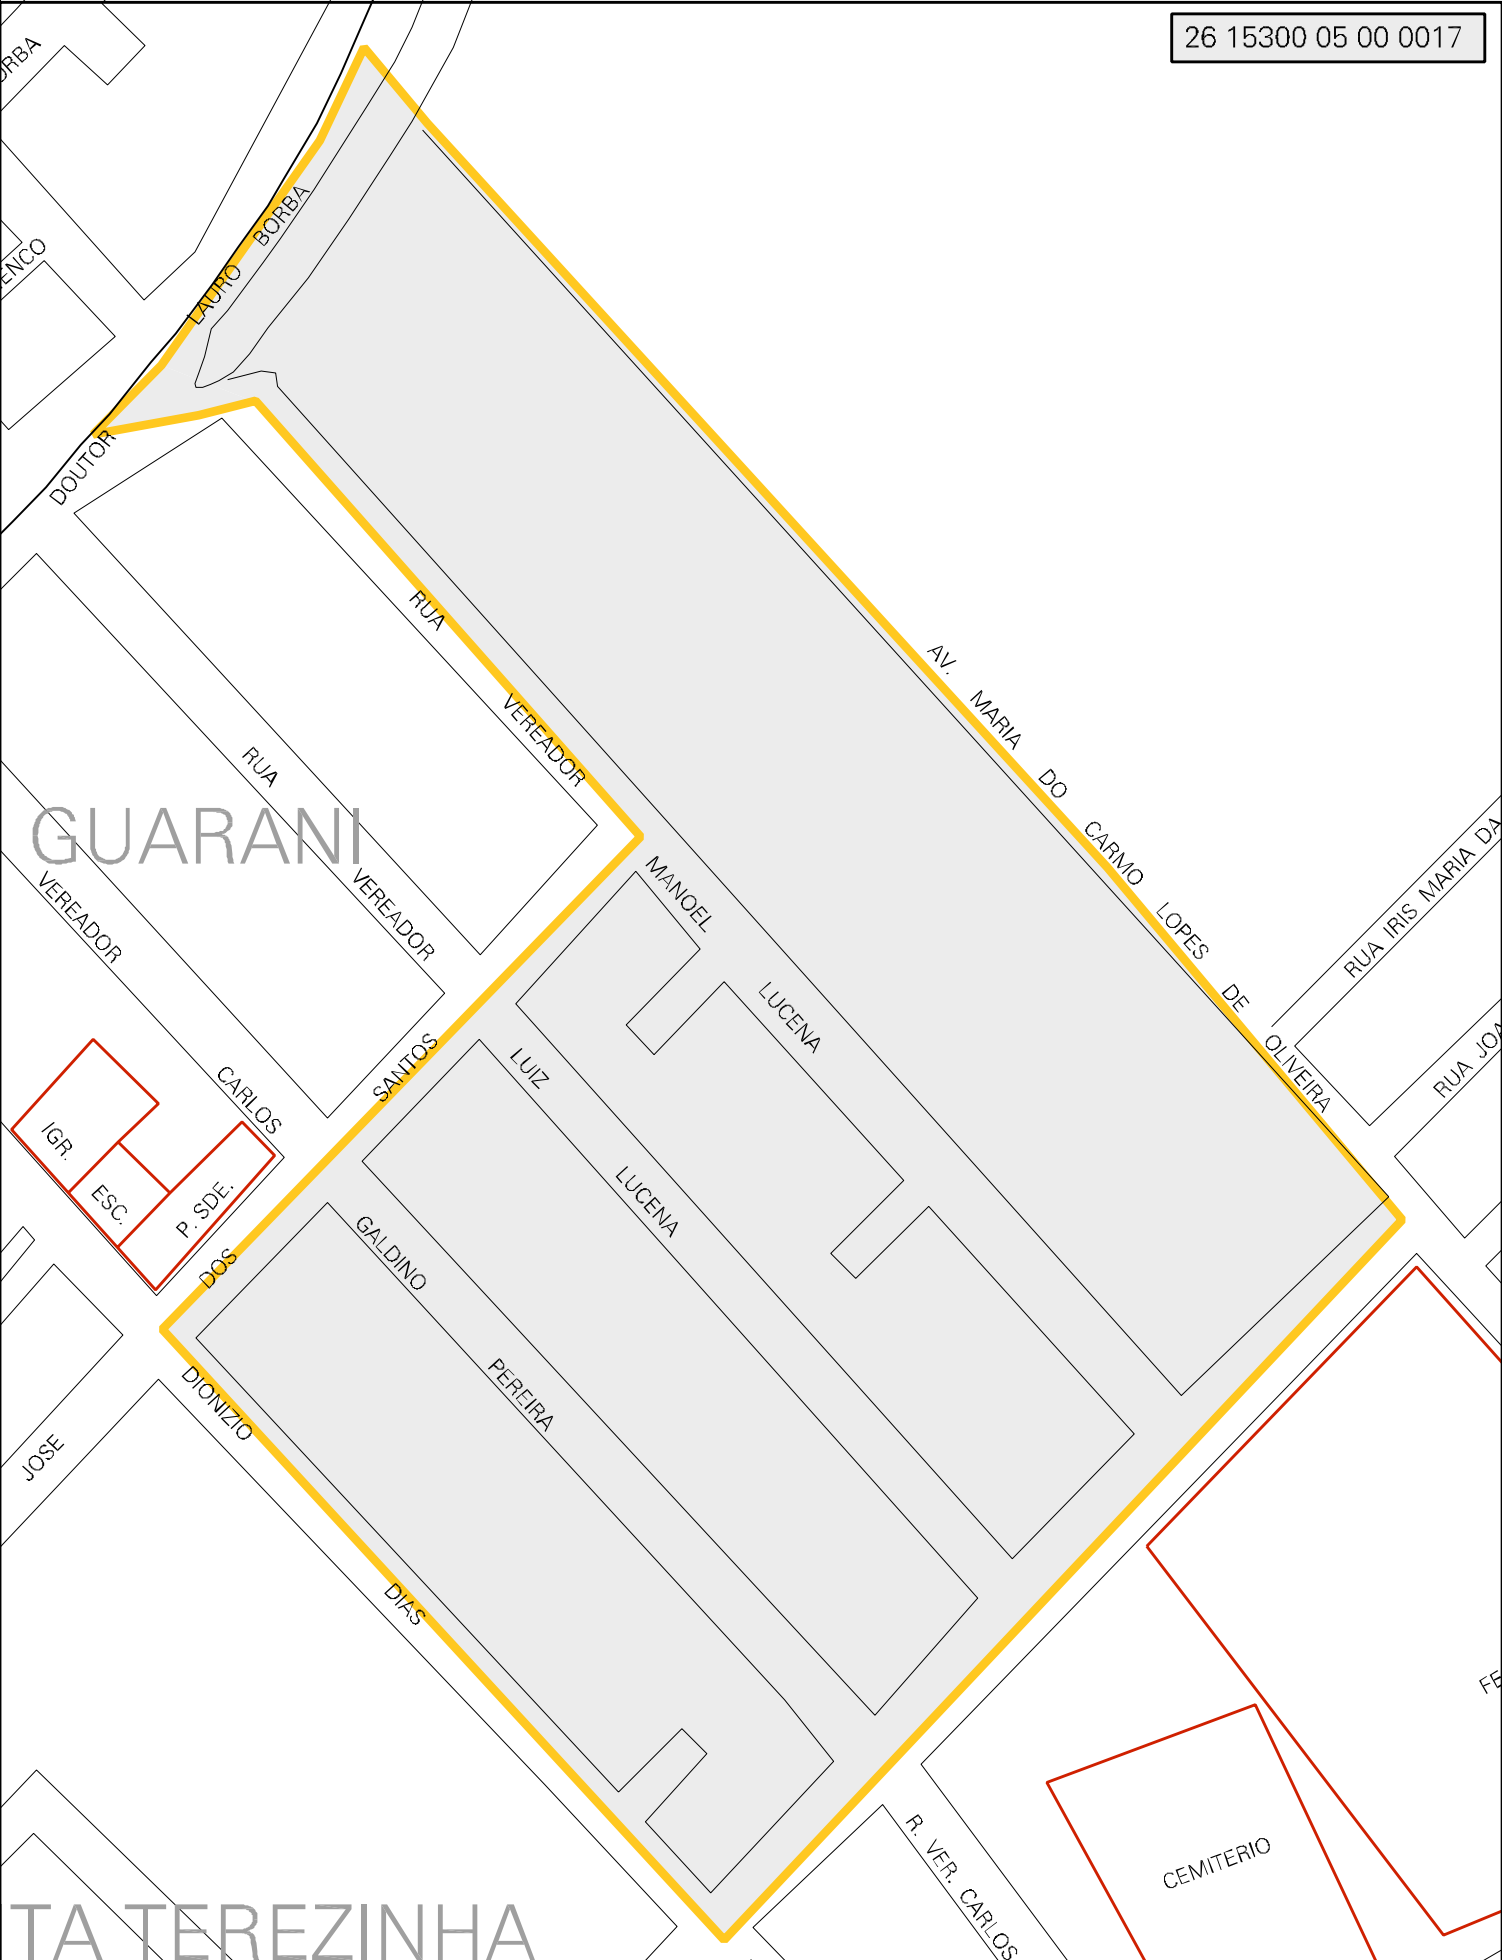 26 15300 05 00 0017
DOUTOR LAURO BORBA
RUA VEREADOR MANOEL LUCENA
AV. MARIA DO CARMO LOPES DE OLIVEIRA
RUA VEREADOR LUIZ LUCENA
GUARANI
RUA IRIS MARIA DA
VEREADOR CARLOS
GALDINO PEREIRA
DOS SANTOS
IGR.
ESC.
P. SDE.
DIONIZIO DIAS
JOSE
R. VER. CARLOS
CEMITERIO
TA TEREZINHA